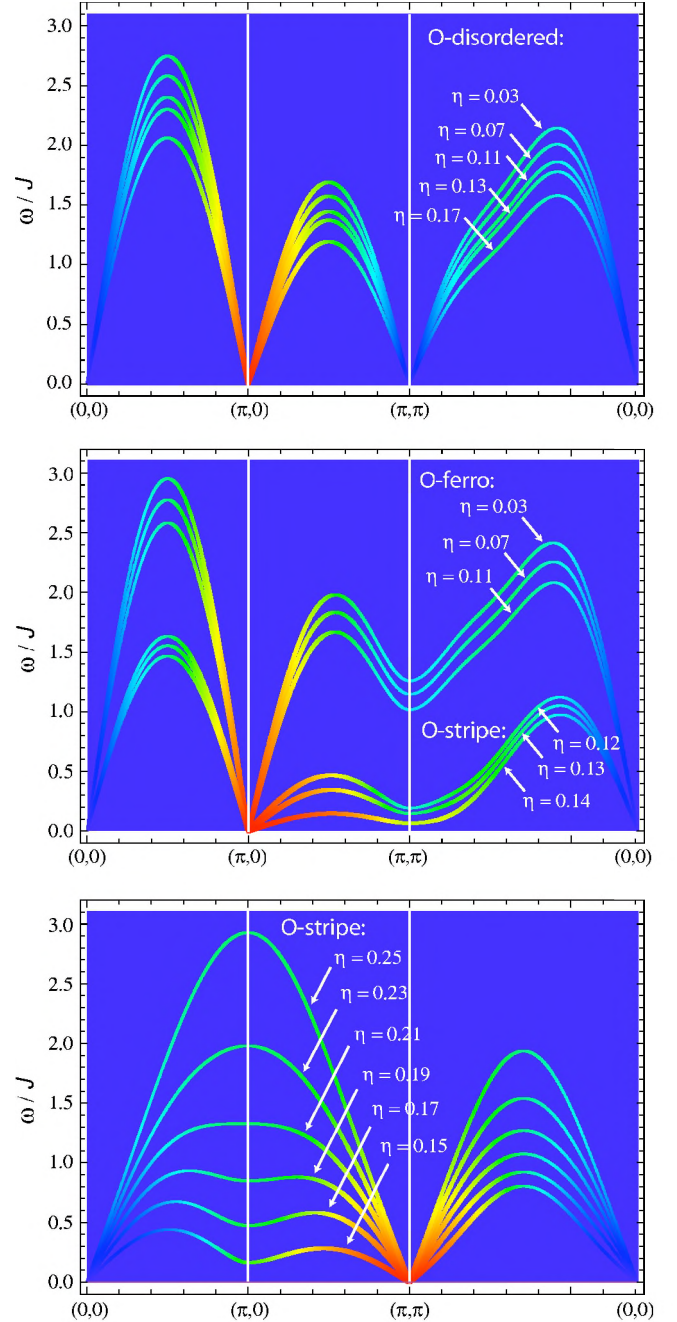 3.0
O-disordered:
2.5
η = 0.03
2.0
η = 0.07
ω / J
η = 0.11
1.5
η = 0.13
η = 0.17
1.0
0.5
0.0
(0,0)
(π,0)
(π,π)
(0,0)
3.0
O-ferro:
η = 0.03
2.5
η = 0.07
2.0
η = 0.11
ω / J
1.5
1.0
O-stripe:
η = 0.12
η = 0.13
0.5
η = 0.14
0.0
(0,0)
(π,0)
(π,π)
(0,0)
3.0
O-stripe:
η = 0.25
2.5
η = 0.23
2.0
η = 0.21
ω / J
η = 0.19
1.5
η = 0.17
η = 0.15
1.0
0.5
0.0
(0,0)
(π,0)
(π,π)
(0,0)